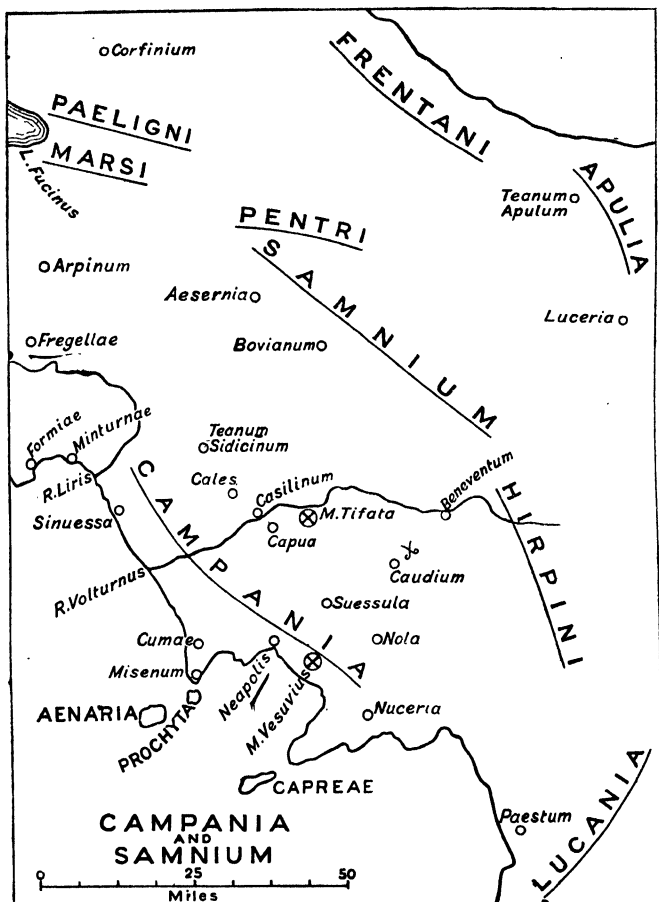 Corfinium
FRENTANI
PAELIGNI
MARSI
L. Fucinus
APULIA
Teanum
Apulum
PENTRI
SAMNIUM
Arpinum
Aesernia
Luceria
Fregellae
Bovianum
Formiae
Minturnae
Teanum
Sidicinum
CAMPANIA
R. Liris
Cales
Casilinum
Beneventum
HIRPINI
Sinuessa
M. Tifata
Capua
R. Volturnus
Caudium
Suessula
Cumae
Nola
Misenum
Neapolis
M. Vesuvius
AENARIA
PROCHYTA
Nuceria
CAPREAE
LUCANIA
Paestum
CAMPANIA
AND
SAMNIUM
0 25 50
Miles